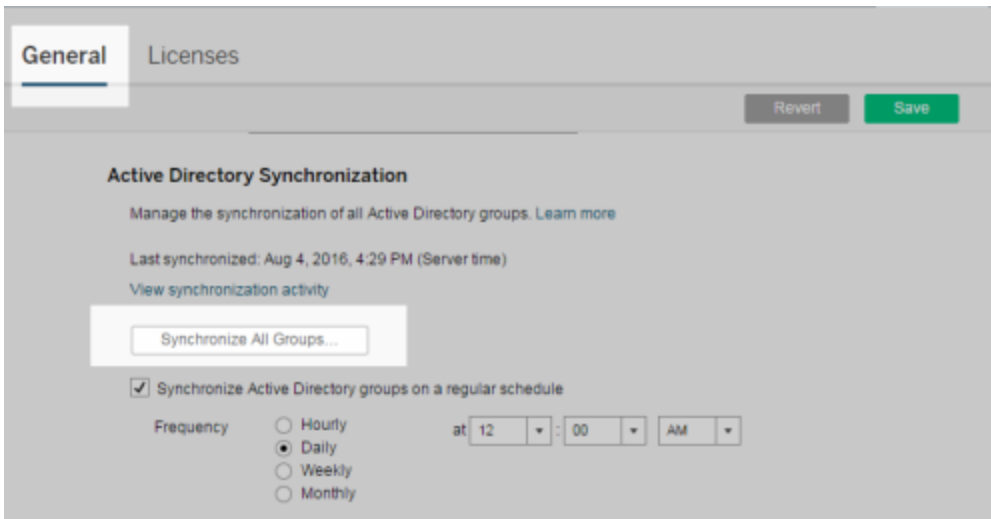 General Licenses
Revert Save
Active Directory Synchronization
Manage the synchronization of all Active Directory groups. Learn more
Last synchronized: Aug 4, 2016, 4:29 PM (Server time)
View synchronization activity
Synchronize All Groups...
Synchronize Active Directory groups on a regular schedule
Frequency Hourly at 12 : 00 AM
Daily
Weekly
Monthly